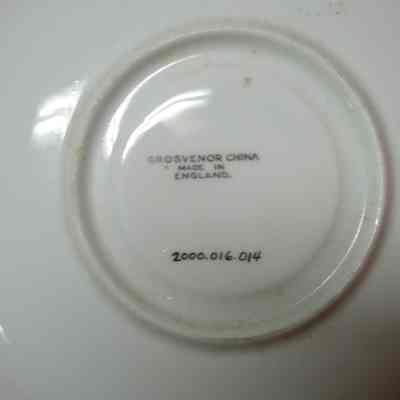 GROSVENOR CHINA
MADE IN
ENGLAND.
2000.016.014